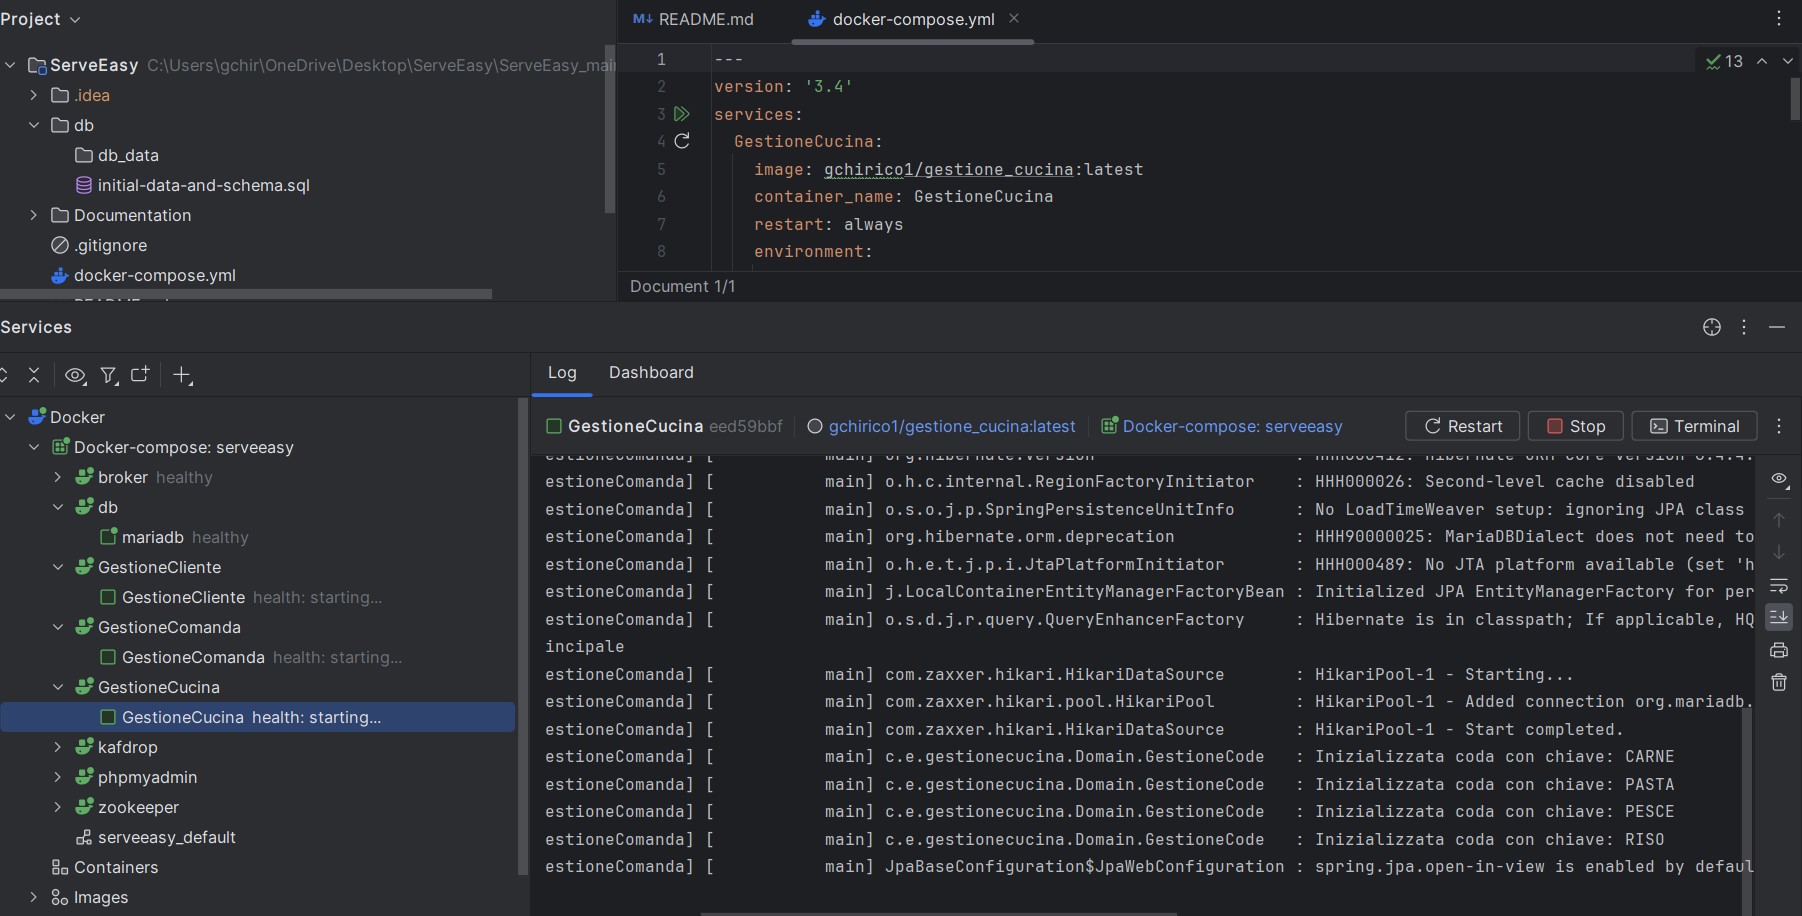 Project
README.md
docker-compose.yml
ServeEasy C:\Users\gchir\OneDrive\Desktop\ServeEasy\ServeEasy_mai
.idea
db
db_data
initial-data-and-schema.sql
Documentation
.gitignore
docker-compose.yml
1 ---
2 version: '3.4'
3 services:
4 GestioneCucina:
5 image: gchirico1/gestione_cucina:latest
6 container_name: GestioneCucina
7 restart: always
8 environment:
13
Document 1/1
Services
Docker
Docker-compose: serveeasy
broker healthy
db
mariadb healthy
GestioneCliente
GestioneCliente health: starting...
GestioneComanda
GestioneComanda health: starting...
GestioneCucina
GestioneCucina health: starting...
kafdrop
phpmyadmin
zookeeper
serveeasy_default
Containers
Images
Log Dashboard
GestioneCucina eed59bbf gchirico1/gestione_cucina:latest Docker-compose: serveeasy Restart Stop Terminal
estioneComanda] [ main] o.h.c.internal.RegionFactoryInitiator : HHH000026: Second-level cache disabled
estioneComanda] [ main] o.s.o.j.p.SpringPersistenceUnitInfo : No LoadTimeWeaver setup: ignoring JPA class
estioneComanda] [ main] org.hibernate.orm.deprecation : HHH90000025: MariaDBDialect does not need to
estioneComanda] [ main] o.h.e.t.j.p.i.JtaPlatformInitiator : HHH000489: No JTA platform available (set 'h
estioneComanda] [ main] j.LocalContainerEntityManagerFactoryBean : Initialized JPA EntityManagerFactory for per
estioneComanda] [ main] o.s.d.j.r.query.QueryEnhancerFactory : Hibernate is in classpath; If applicable, HQ
incipale
estioneComanda] [ main] com.zaxxer.hikari.HikariDataSource : HikariPool-1 - Starting...
estioneComanda] [ main] com.zaxxer.hikari.pool.HikariPool : HikariPool-1 - Added connection org.mariadb.
estioneComanda] [ main] com.zaxxer.hikari.HikariDataSource : HikariPool-1 - Start completed.
estioneComanda] [ main] c.e.gestionecucina.Domain.GestioneCode : Inizializzata coda con chiave: CARNE
estioneComanda] [ main] c.e.gestionecucina.Domain.GestioneCode : Inizializzata coda con chiave: PASTA
estioneComanda] [ main] c.e.gestionecucina.Domain.GestioneCode : Inizializzata coda con chiave: PESCE
estioneComanda] [ main] c.e.gestionecucina.Domain.GestioneCode : Inizializzata coda con chiave: RISO
estioneComanda] [ main] JpaBaseConfiguration$JpaWebConfiguration : spring.jpa.open-in-view is enabled by defaul